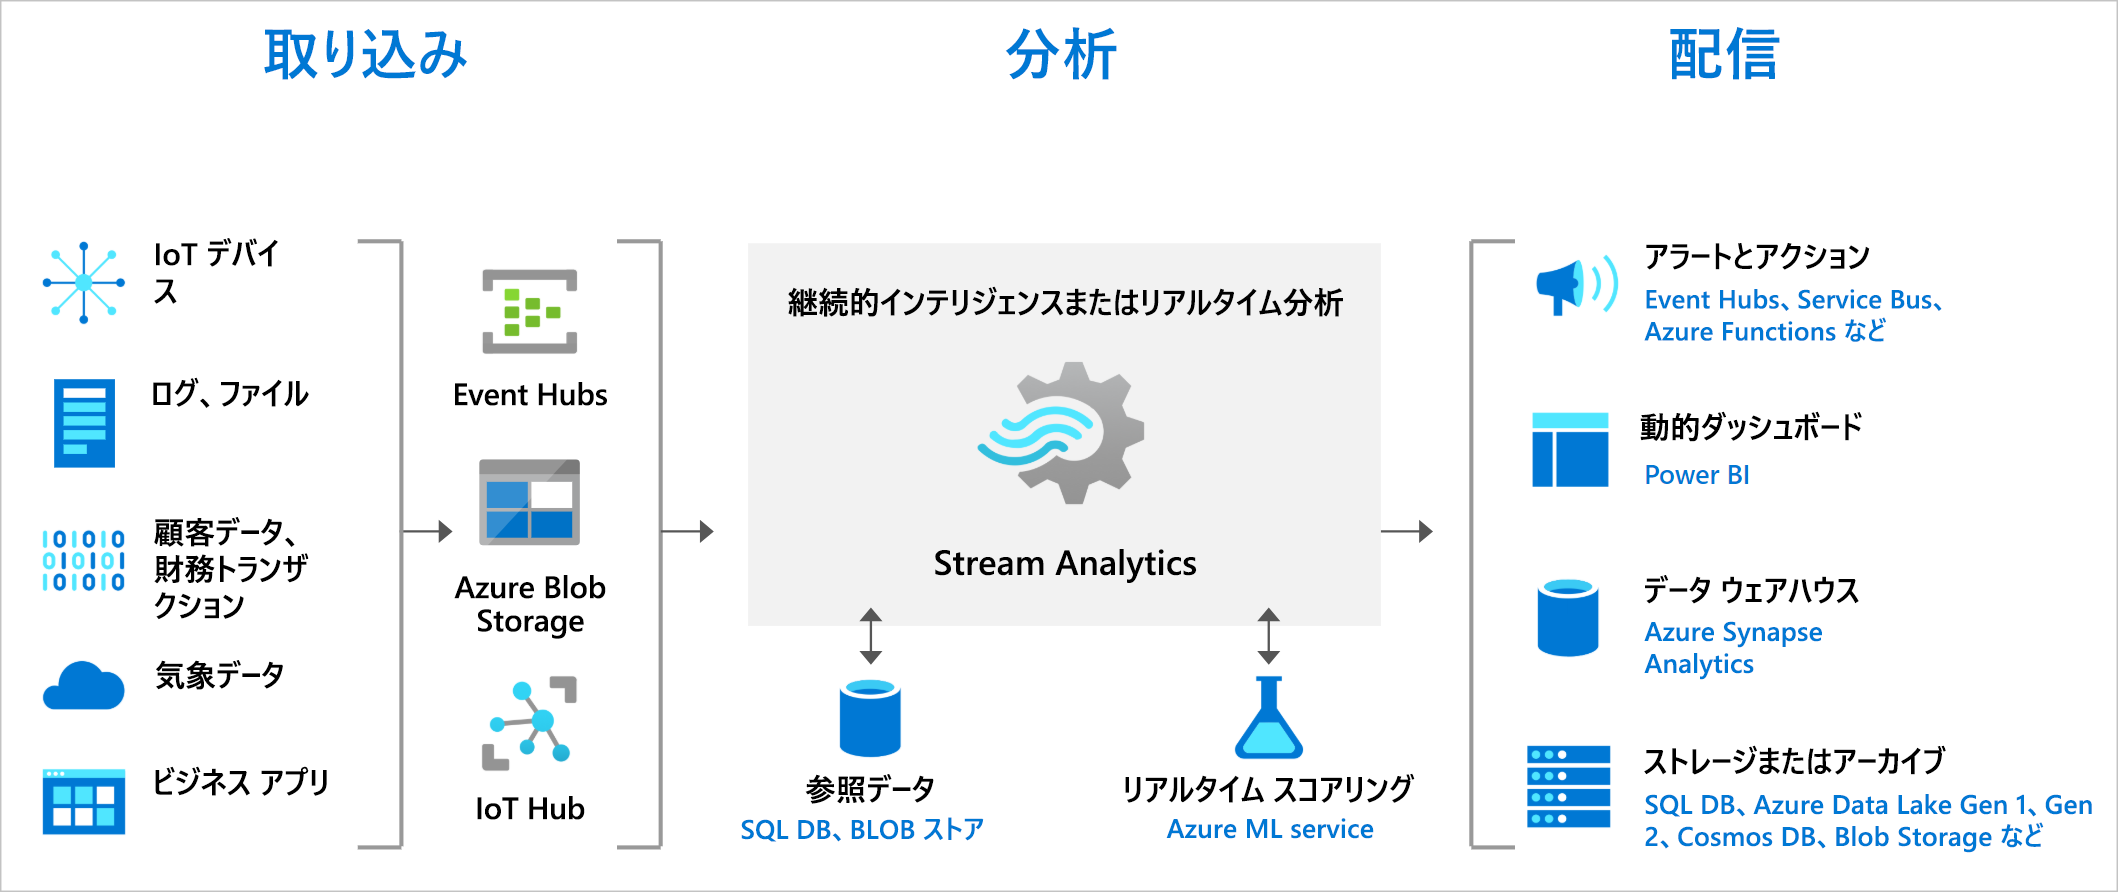 取り込み
分析
配信
IoT デバイ
ス
ログ、ファイル
顧客データ、
財務トランザ
クション
気象データ
ビジネス アプリ
Event Hubs
Azure Blob
Storage
IoT Hub
継続的インテリジェンスまたはリアルタイム分析
Stream Analytics
参照データ
SQL DB、BLOB ストア
リアルタイム スコアリング
Azure ML service
アラートとアクション
Event Hubs、Service Bus、
Azure Functions など
動的ダッシュボード
Power BI
データ ウェアハウス
Azure Synapse
Analytics
ストレージまたはアーカイブ
SQL DB、Azure Data Lake Gen 1、Gen
2、Cosmos DB、Blob Storage など